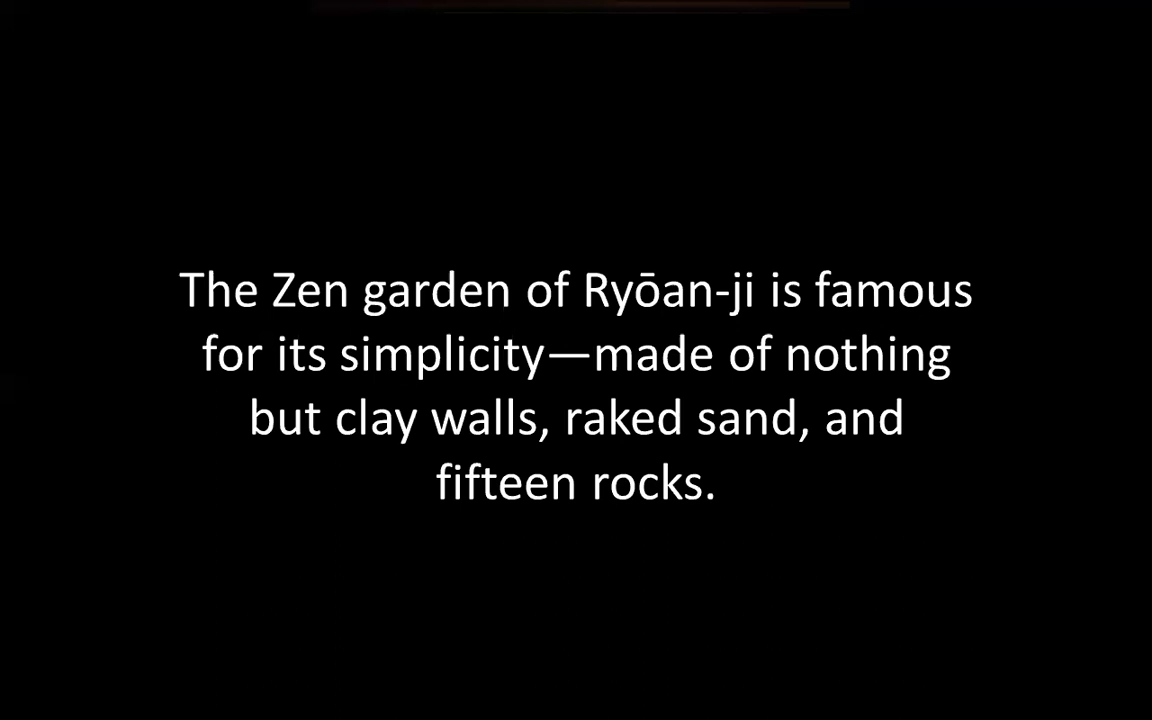 The Zen garden of Ryōan-ji is famous
for its simplicity—made of nothing
but clay walls, raked sand, and
fifteen rocks.